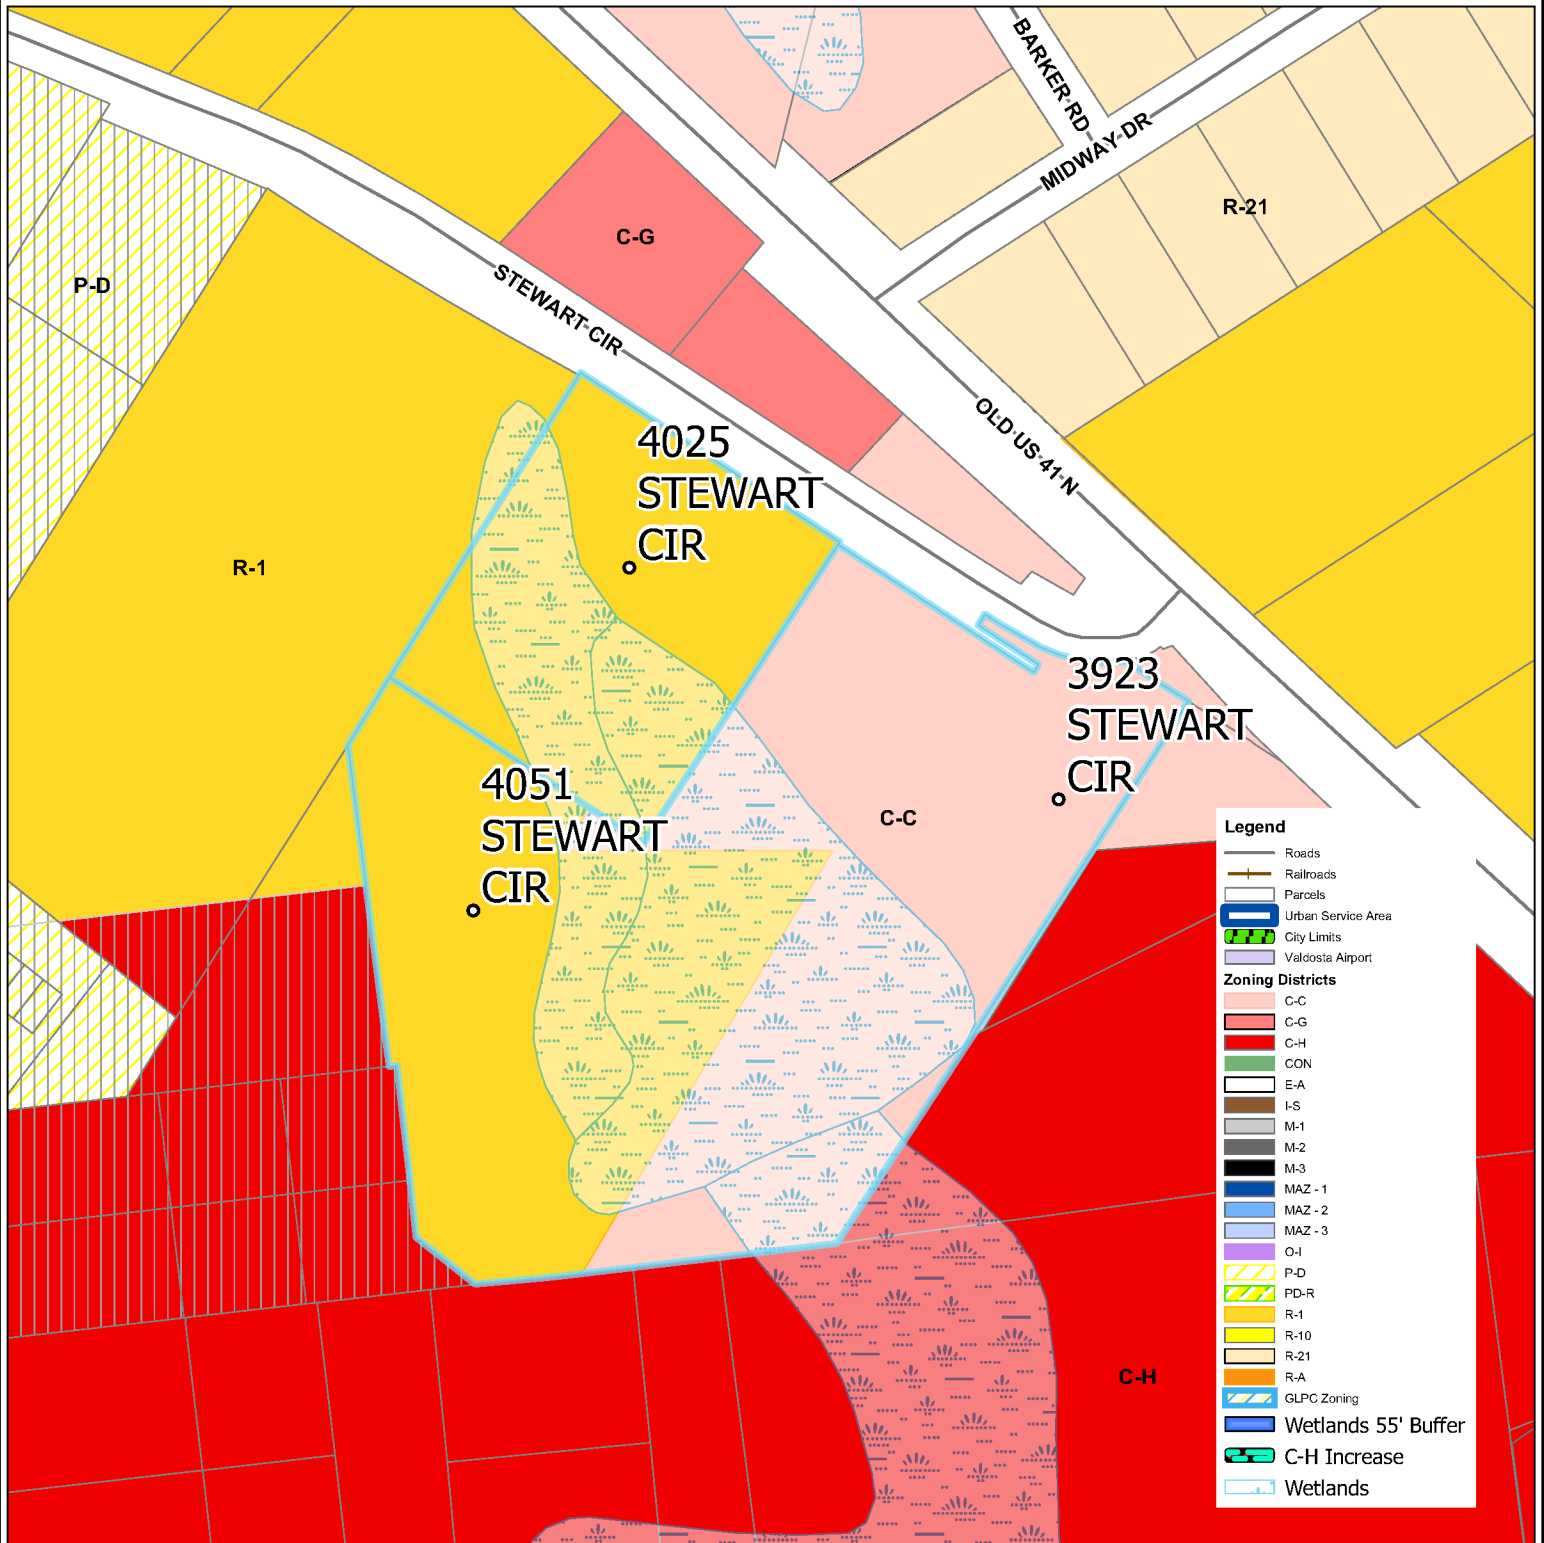 BARKER RD
MIDWAY DR
R-21
C-G
STEWART CIR
P-D
OLD US 41 N
4025
STEWART
CIR
R-1
3923
STEWART
CIR
4051
STEWART
CIR
C-C
C-H
Legend
Roads
Railroads
Parcels
Urban Service Area
City Limits
Valdosta Airport
Zoning Districts
C-C
C-G
C-H
CON
E-A
I-S
M-1
M-2
M-3
MAZ - 1
MAZ - 2
MAZ - 3
O-I
P-D
PD-R
R-1
R-10
R-21
R-A
GLPC Zoning
Wetlands 55' Buffer
C-H Increase
Wetlands